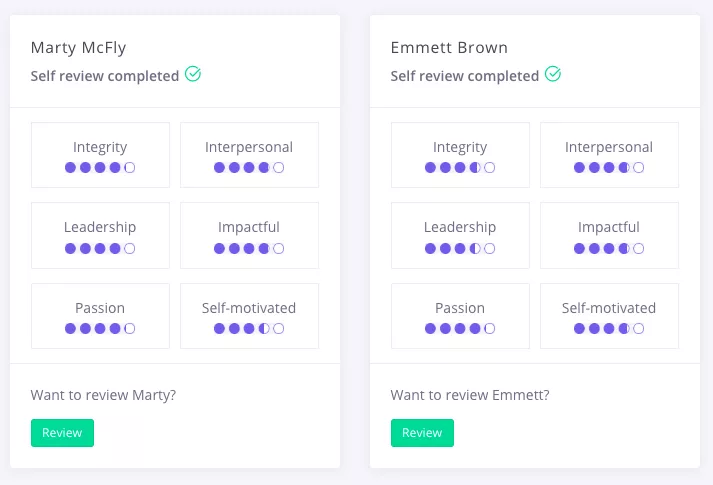 Marty McFly
Self review completed
Integrity
Interpersonal
Leadership
Impactful
Passion
Self-motivated
Want to review Marty?
Review
Emmett Brown
Self review completed
Integrity
Interpersonal
Leadership
Impactful
Passion
Self-motivated
Want to review Emmett?
Review